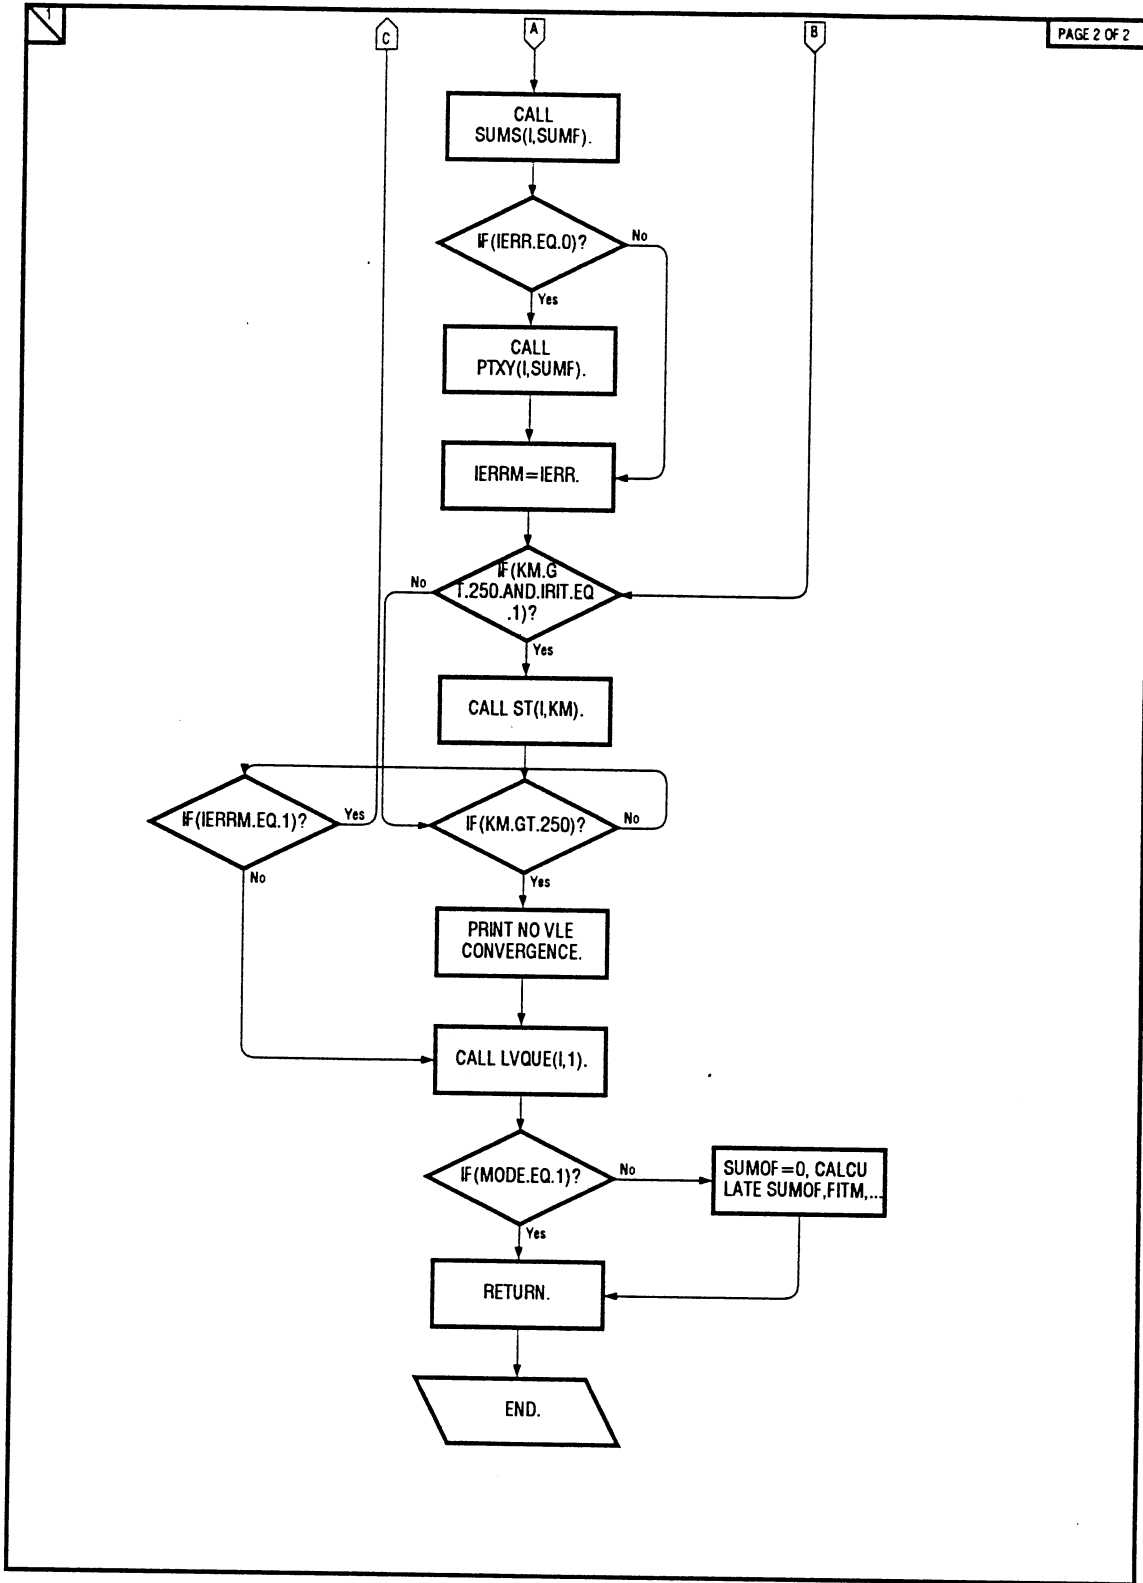 1
C
A
B
PAGE 2 OF 2
CALL
SUMS(I,SUMF).
IF(IERR.EQ.0)?
No
Yes
CALL
PTXY(I,SUMF).
IERRM=IERR.
IF(KM.G
T.250.AND.IRIT.EQ
.1)?
No
Yes
CALL ST(I,KM).
IF(IERRM.EQ.1)?
Yes
No
IF(KM.GT.250)?
No
Yes
PRINT NO VLE
CONVERGENCE.
CALL LVQUE(I,1).
IF(MODE.EQ.1)?
No
Yes
SUMOF=0, CALCU
LATE SUMOF,FITM,...
RETURN.
END.